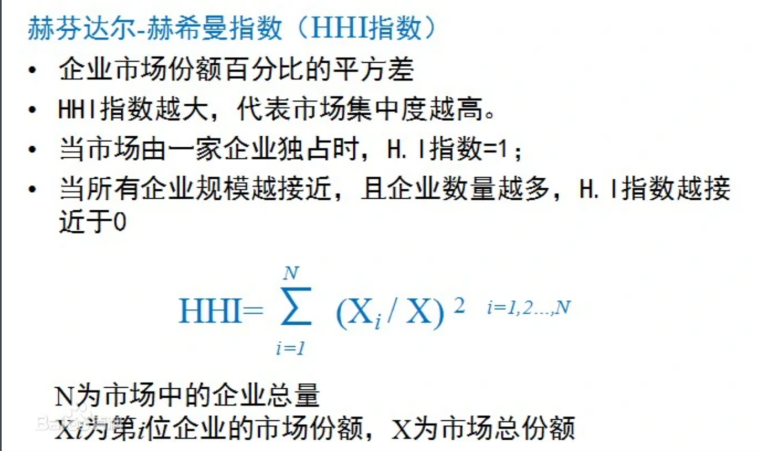 赫芬达尔-赫希曼指数（HHI指数）
• 企业市场份额百分比的平方差
• HHI指数越大，代表市场集中度越高。
• 当市场由一家企业独占时，H.I指数=1；
• 当所有企业规模越接近，且企业数量越多，H.I指数越接
近于0
N
HHI= ∑ (Xi / X) 2 i=1,2...,N
i=1
N为市场中的企业总量
Xi为第i位企业的市场份额，X为市场总份额